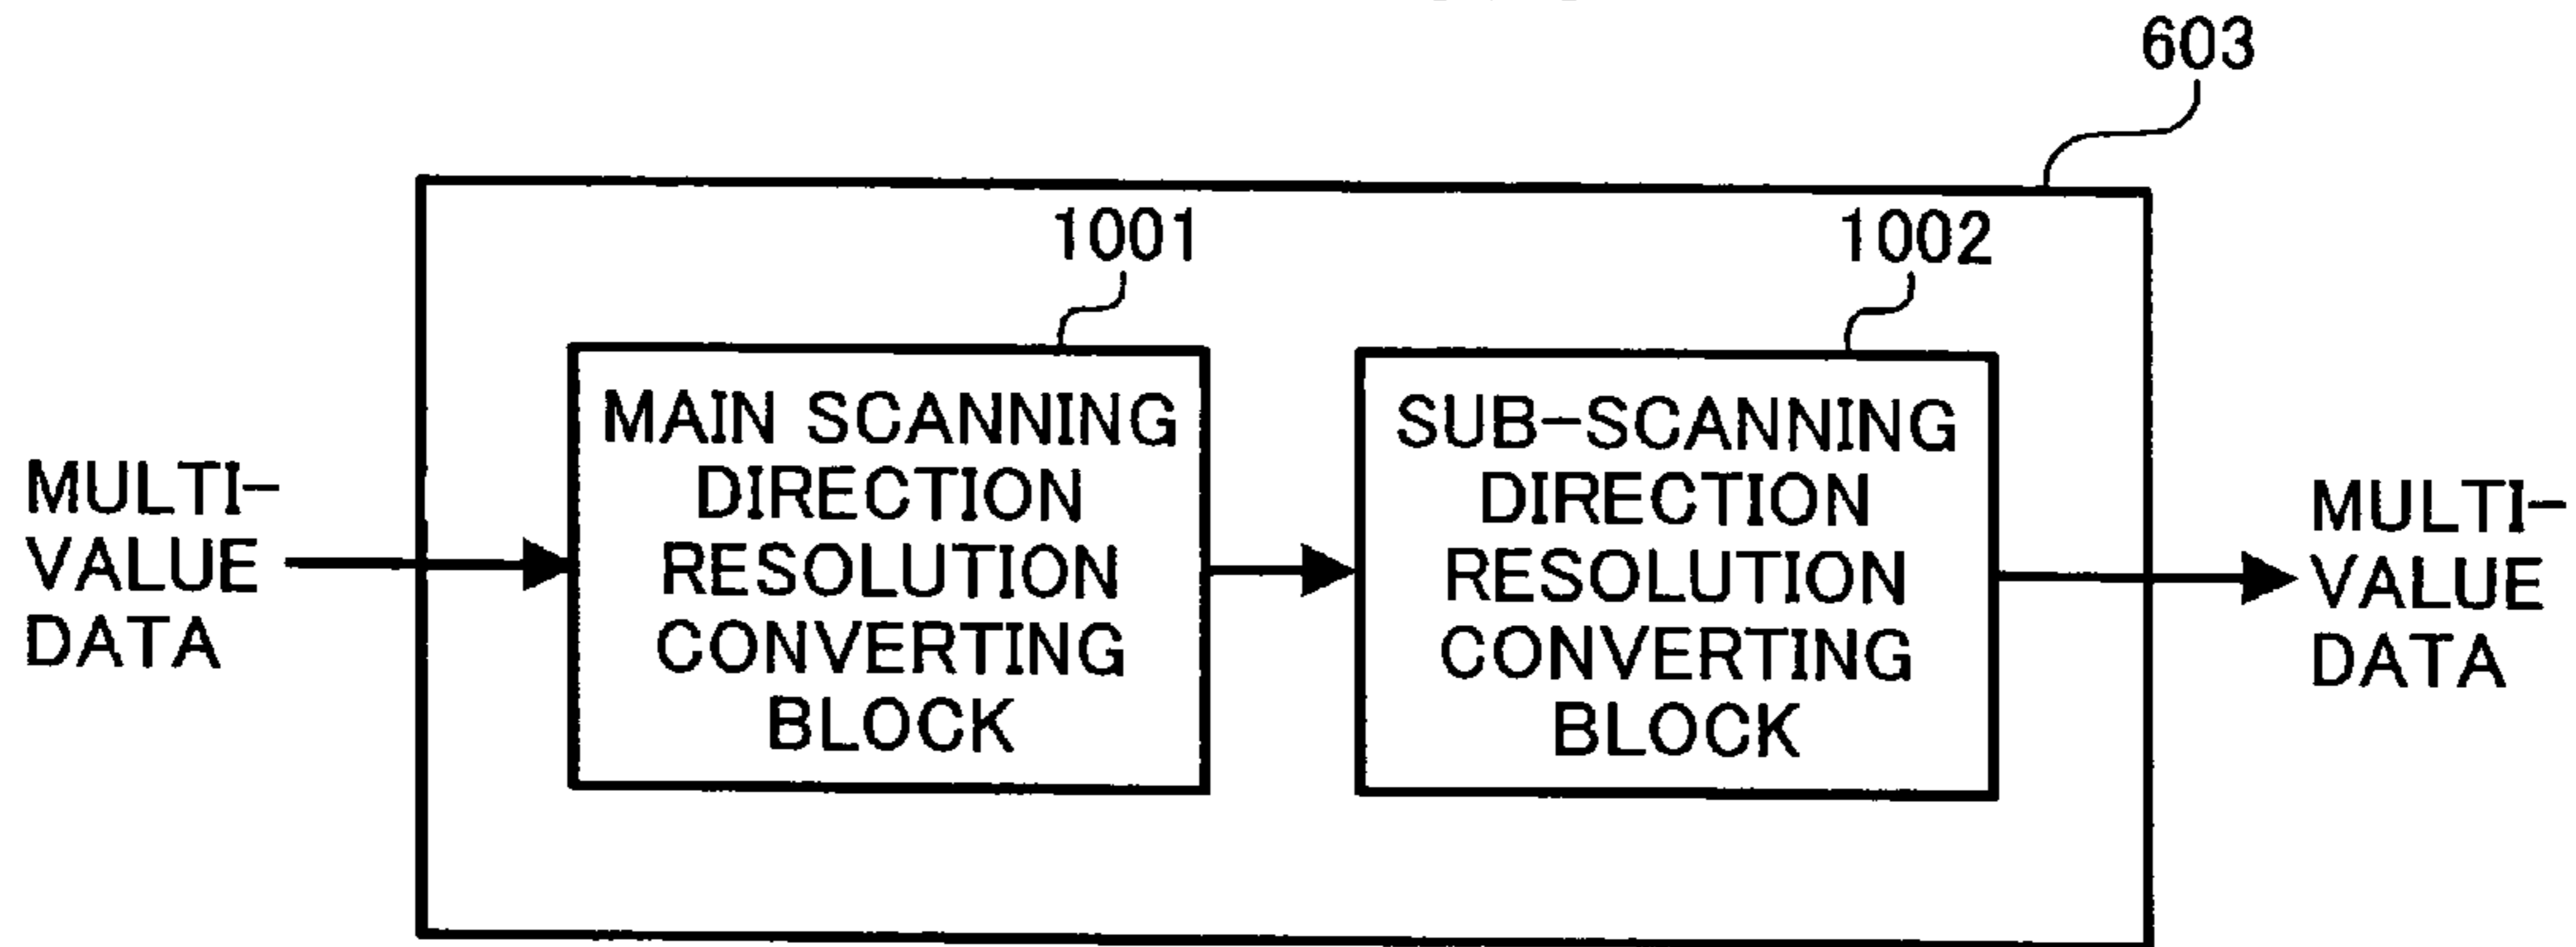 603
1001
1002
MAIN SCANNING
DIRECTION
RESOLUTION
CONVERTING
BLOCK
SUB-SCANNING
DIRECTION
RESOLUTION
CONVERTING
BLOCK
MULTI-
VALUE
DATA
MULTI-
VALUE
DATA